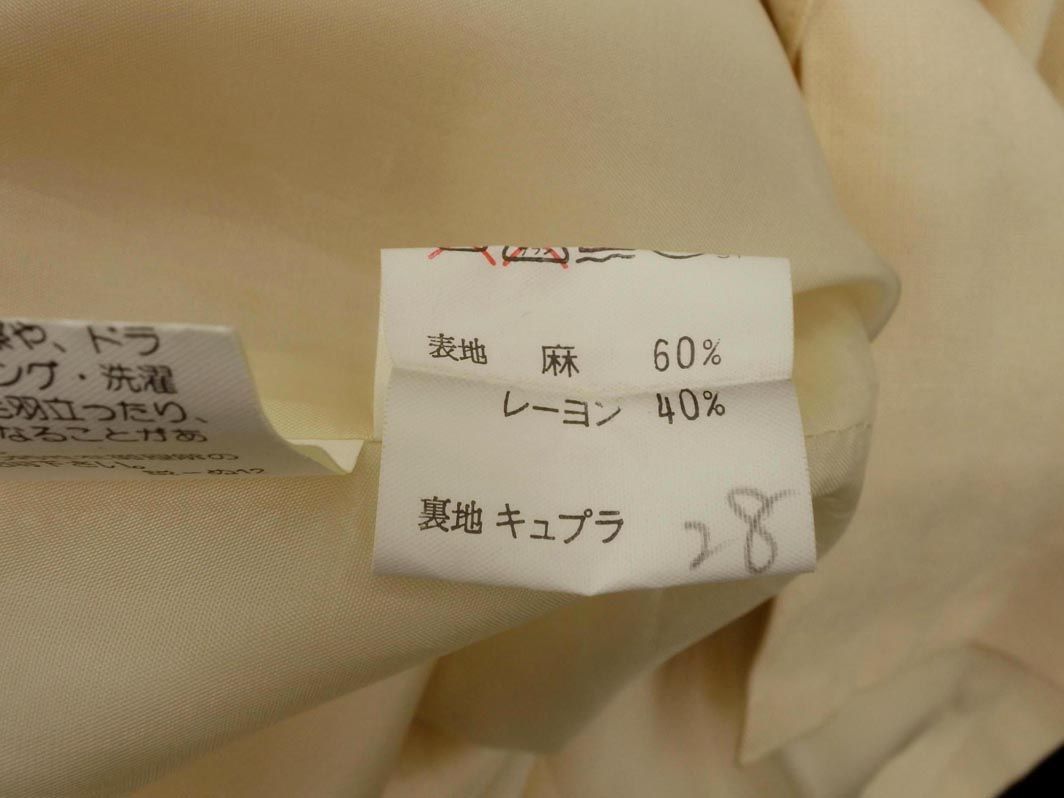 や、ドラ
ング・洗濯
羽立ったり、
なることがあ
表地 麻 60%
レーヨン 40%
裏地 キュプラ
28